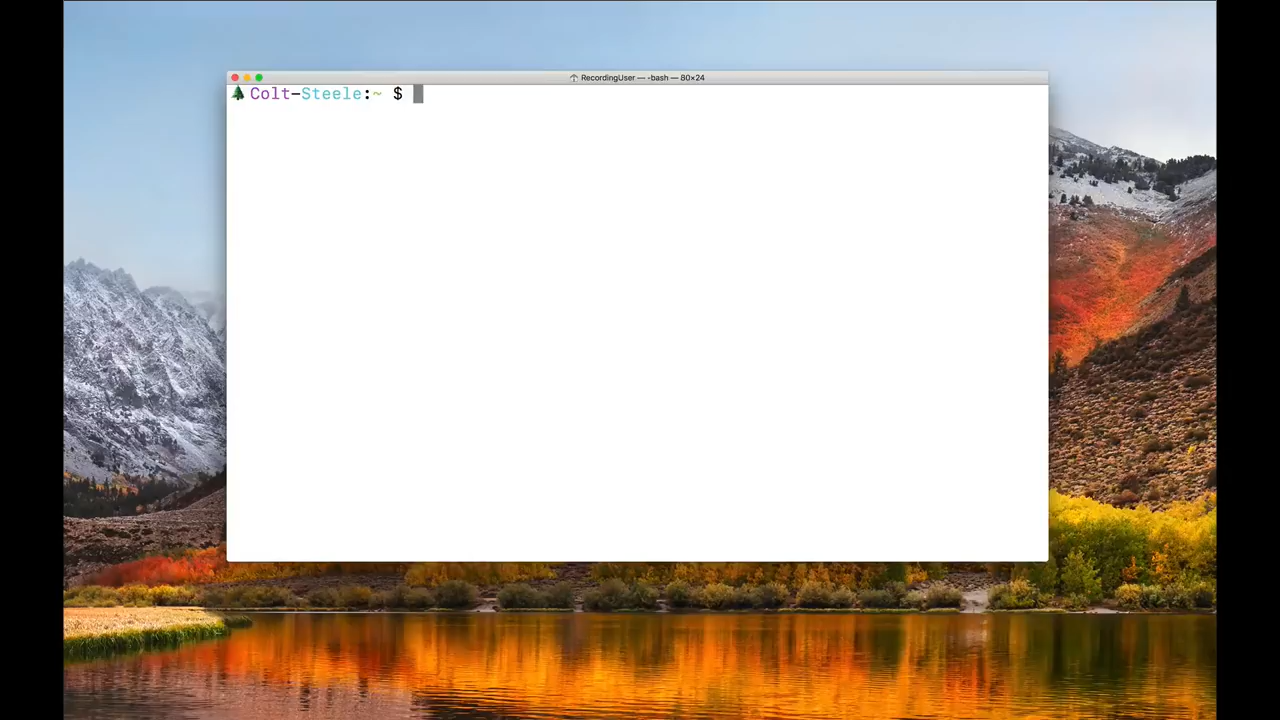 RecordingUser — -bash — 80×24
🌲Colt-Steele:~ $